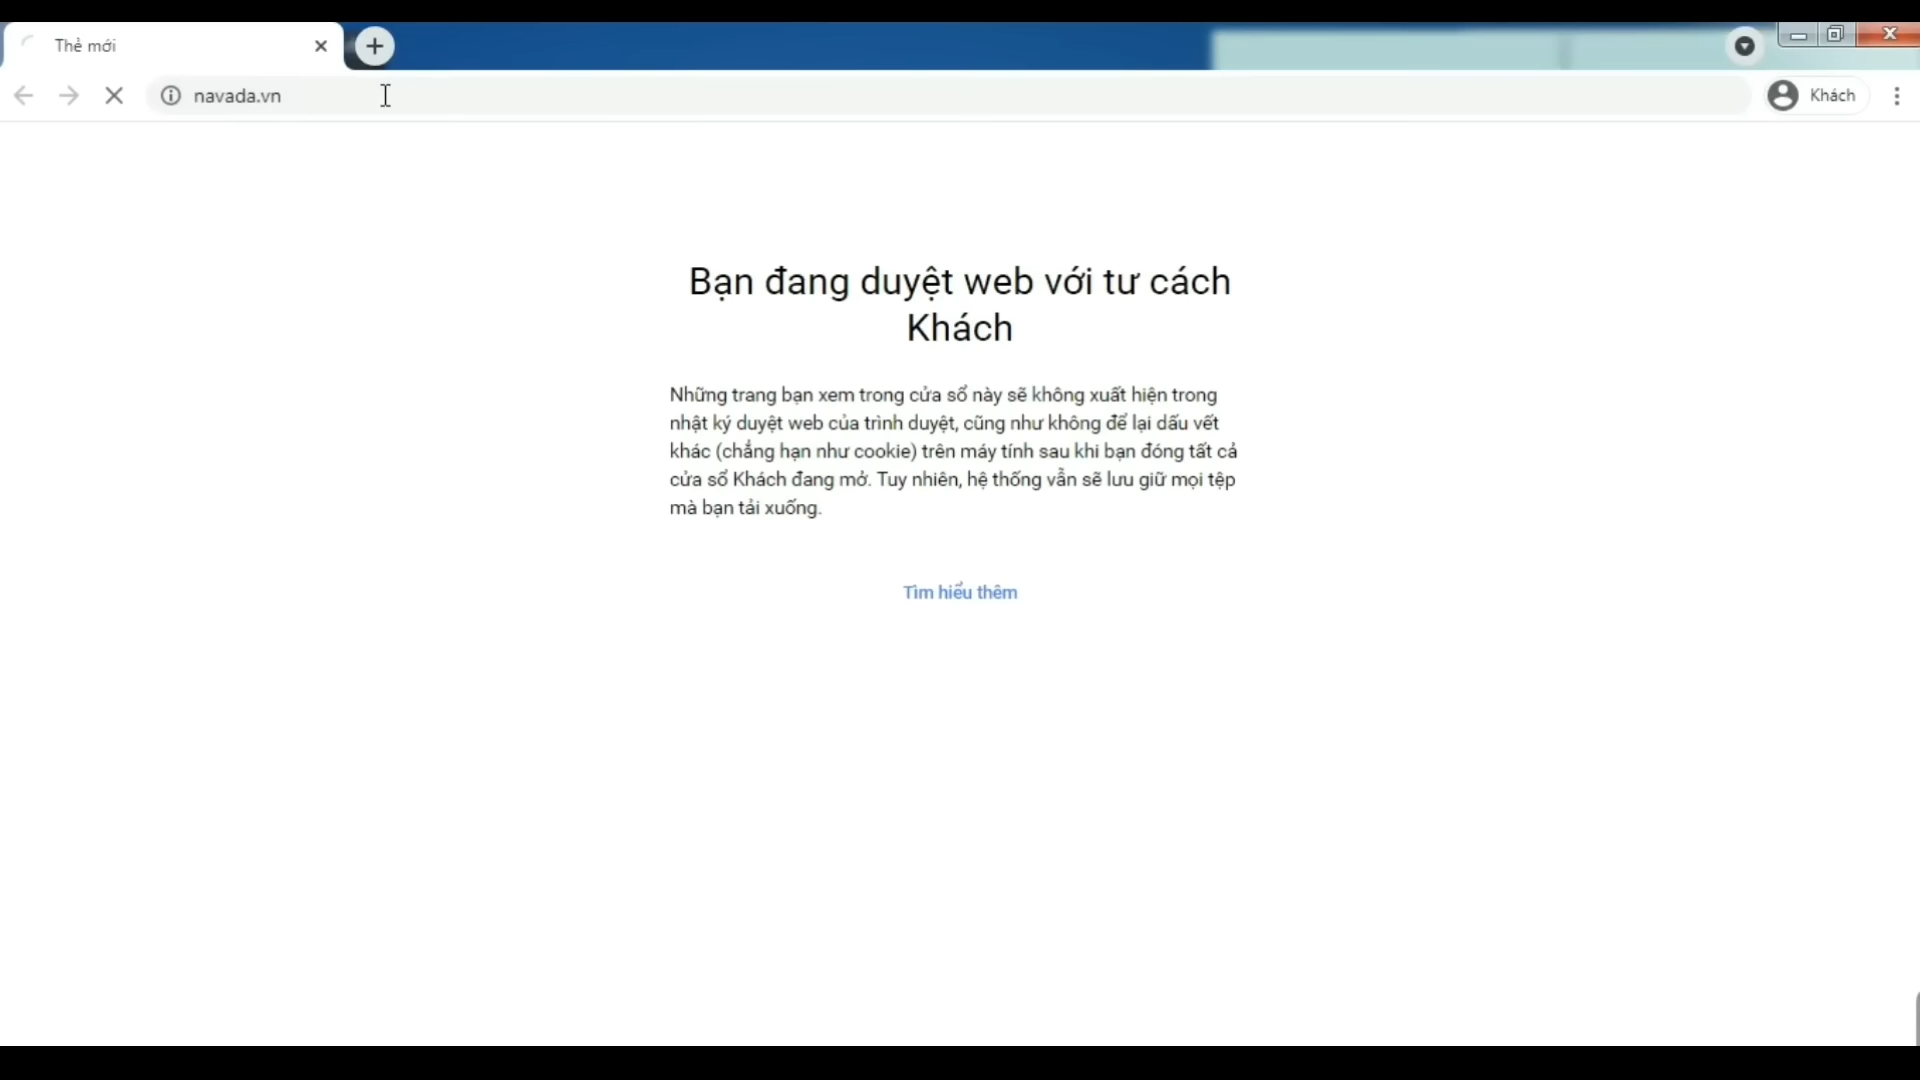 Thẻ mới
navada.vn
Khách
Bạn đang duyệt web với tư cách
Khách
Những trang bạn xem trong cửa sổ này sẽ không xuất hiện trong
nhật ký duyệt web của trình duyệt, cũng như không để lại dấu vết
khác (chẳng hạn như cookie) trên máy tính sau khi bạn đóng tất cả
cửa sổ Khách đang mở. Tuy nhiên, hệ thống vẫn sẽ lưu giữ mọi tệp
mà bạn tải xuống.
Tìm hiểu thêm